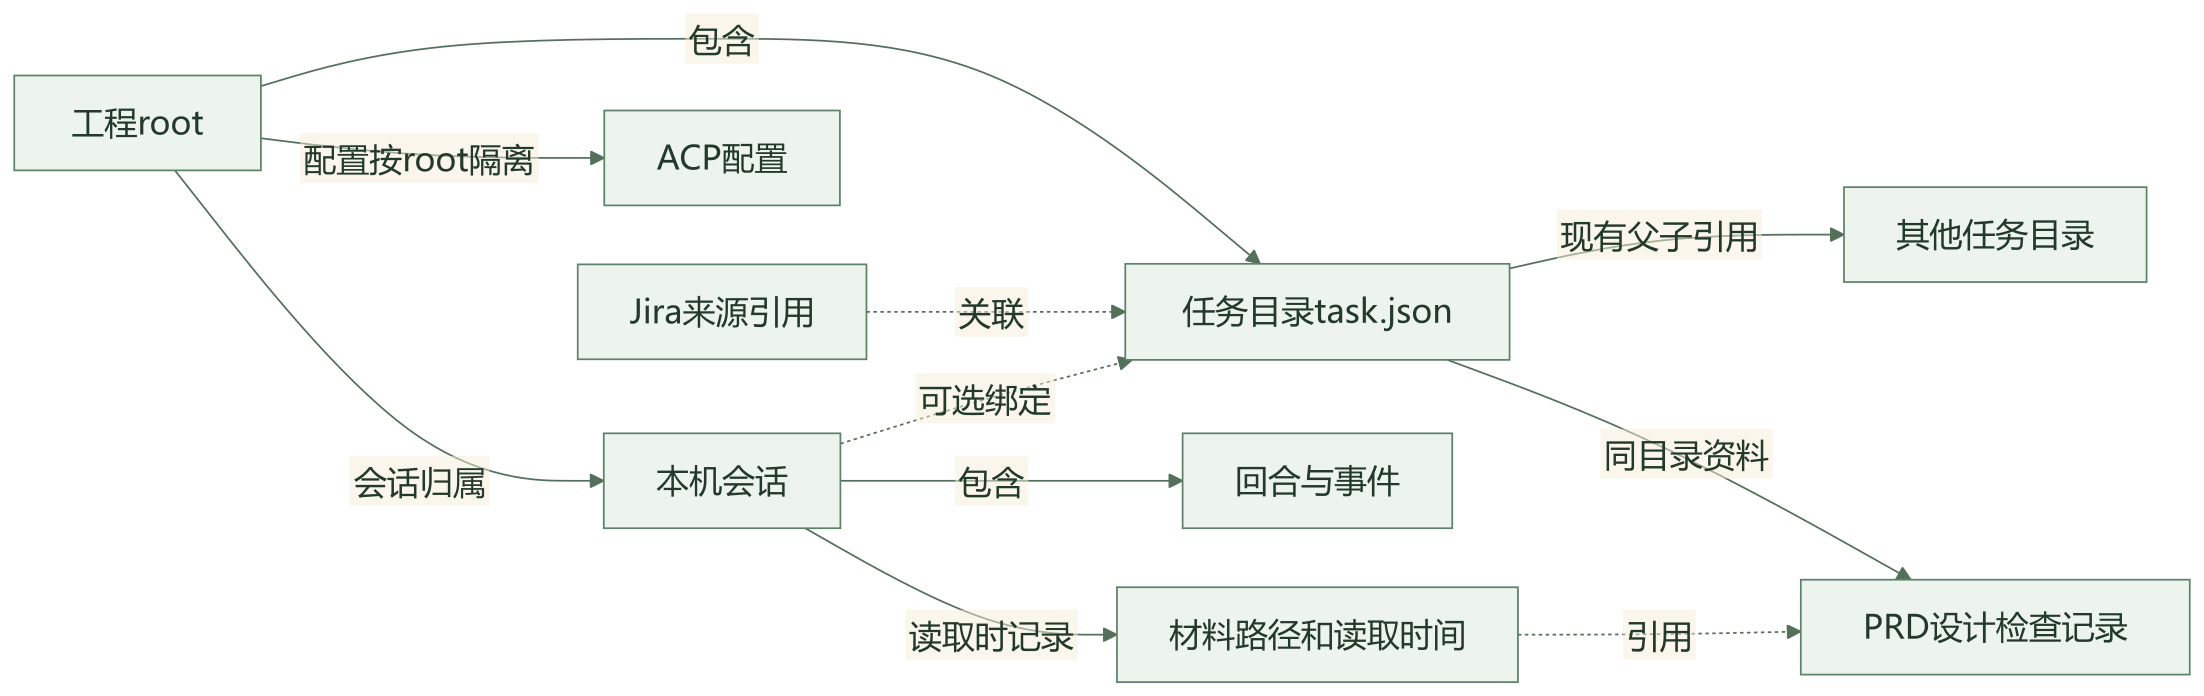 包含
工程root
配置按root隔离
ACP配置
现有父子引用
其他任务目录
Jira来源引用
关联
任务目录task.json
可选绑定
会话归属
本机会话
包含
回合与事件
同目录资料
读取时记录
材料路径和读取时间
引用
PRD设计检查记录